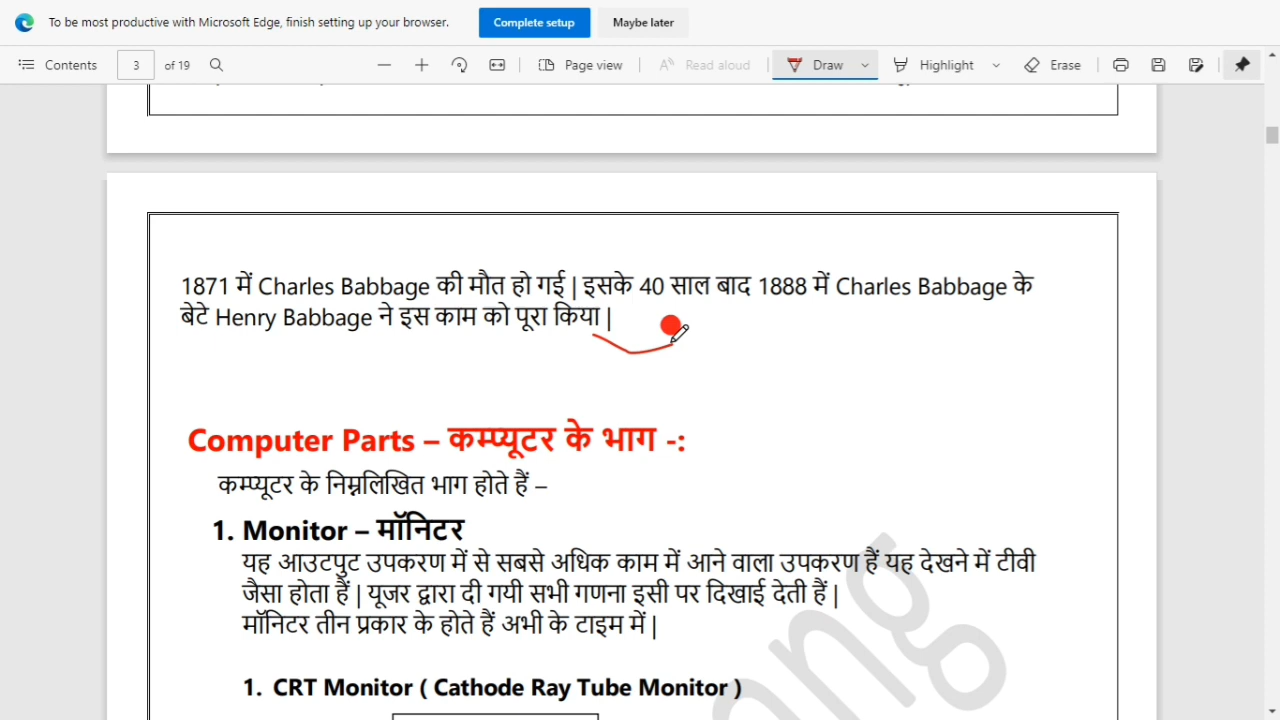 To be most productive with Microsoft Edge, finish setting up your browser. Complete setup Maybe later
Contents 3 of 19 Page view Read aloud Draw Highlight Erase
1871 में Charles Babbage की मौत हो गई | इसके 40 साल बाद 1888 में Charles Babbage के
बेटे Henry Babbage ने इस काम को पूरा किया |
Computer Parts – कम्प्यूटर के भाग -:
कम्प्यूटर के निम्नलिखित भाग होते हैं –
1. Monitor – मॉनिटर
यह आउटपुट उपकरण में से सबसे अधिक काम में आने वाला उपकरण हैं यह देखने में टीवी
जैसा होता हैं | यूजर द्वारा दी गयी सभी गणना इसी पर दिखाई देती हैं |
मॉनिटर तीन प्रकार के होते हैं अभी के टाइम में |
1. CRT Monitor ( Cathode Ray Tube Monitor )